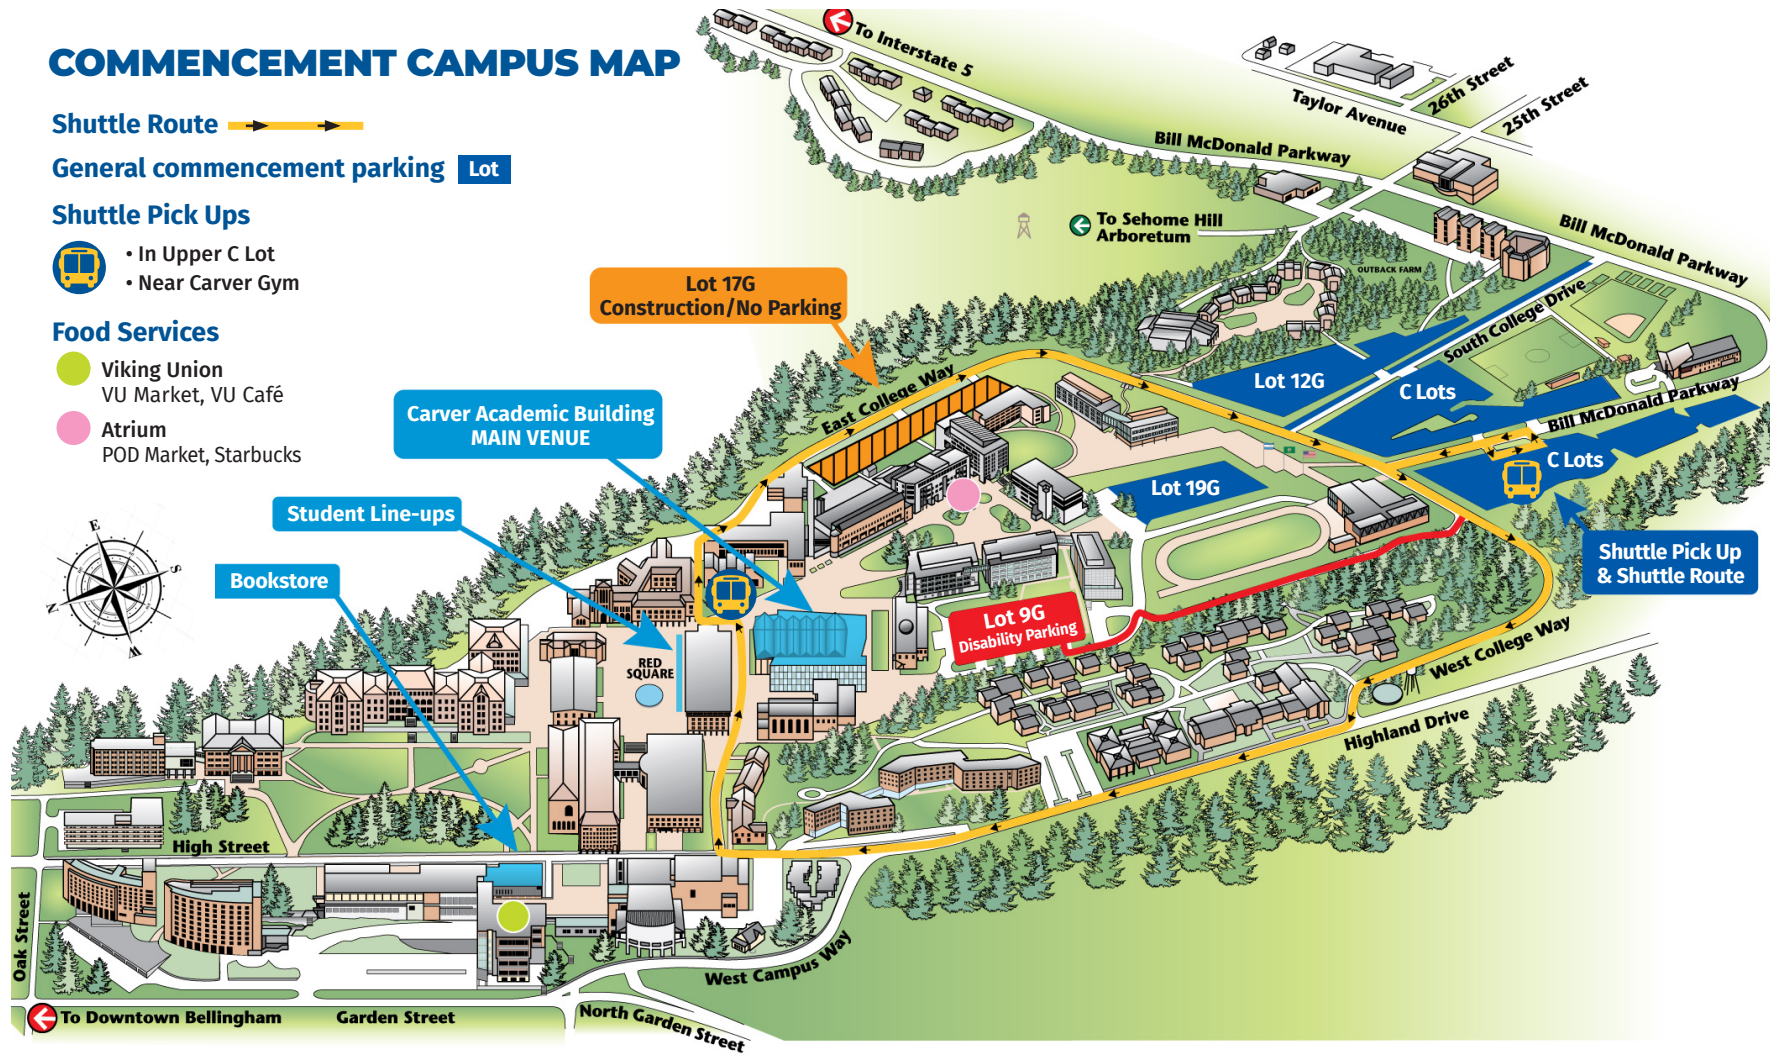 COMMENCEMENT CAMPUS MAP
Shuttle Route
General commencement parking Lot
Shuttle Pick Ups
• In Upper C Lot
• Near Carver Gym
Food Services
Viking Union
VU Market, VU Café
Atrium
POD Market, Starbucks
To Interstate 5
Taylor Avenue
26th Street
25th Street
Bill McDonald Parkway
To Sehome Hill
Arboretum
Bill McDonald Parkway
OUTBACK FARM
South College Drive
Lot 17G
Construction/No Parking
East College Way
Lot 12G
C Lots
Bill McDonald Parkway
C Lots
Carver Academic Building
MAIN VENUE
Lot 19G
Student Line-ups
Shuttle Pick Up
& Shuttle Route
Bookstore
E
S
N
W
Lot 9G
Disability Parking
RED
SQUARE
West College Way
Highland Drive
High Street
Oak Street
West Campus Way
To Downtown Bellingham
Garden Street
North Garden Street